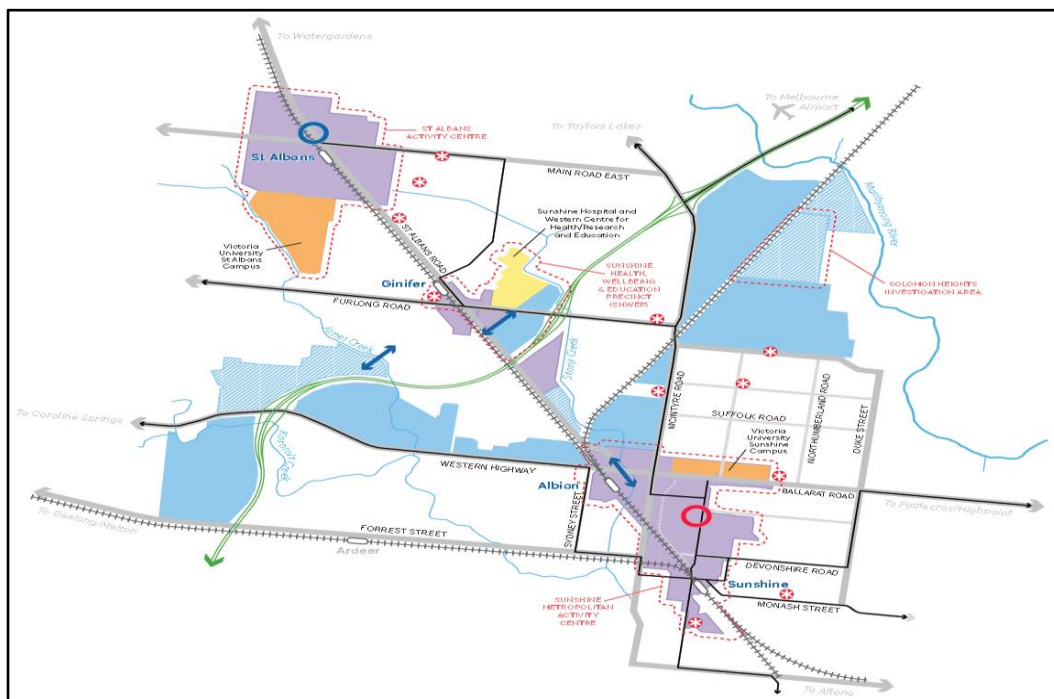 To Watergardens
To Melbourne
Airport
ST ALBANS
ACTIVITY CENTRE
To Taylors Lakes
St. Albans
MAIN ROAD EAST
Maribyrnong River
Sunshine Hospital and
Western Centre for
Health/Research
and Education
ST ALBANS ROAD
Victoria
University
St Albans
Campus
SUNSHINE
HEALTH,
WELLBEING
& EDUCATION
PRECINCT
(SHWEP)
Ginifer
SOLOMON HEIGHTS
INVESTIGATION AREA
FURLONG ROAD
Jones Creek
Stony Creek
MCINTYRE ROAD
NORTHUMBERLAND ROAD
DUKE STREET
To Caroline Springs
SUFFOLK ROAD
Victoria
University
Sunshine
Campus
Kororoit Creek
WESTERN HIGHWAY
Albion
BALLARAT ROAD
To Geelong/Melton
SYDNEY STREET
To Footscray/Highpoint
FORREST STREET
Ardeer
DEVONSHIRE ROAD
Sunshine
MONASH STREET
SUNSHINE
METROPOLITAN
ACTIVITY
CENTRE
To Altona